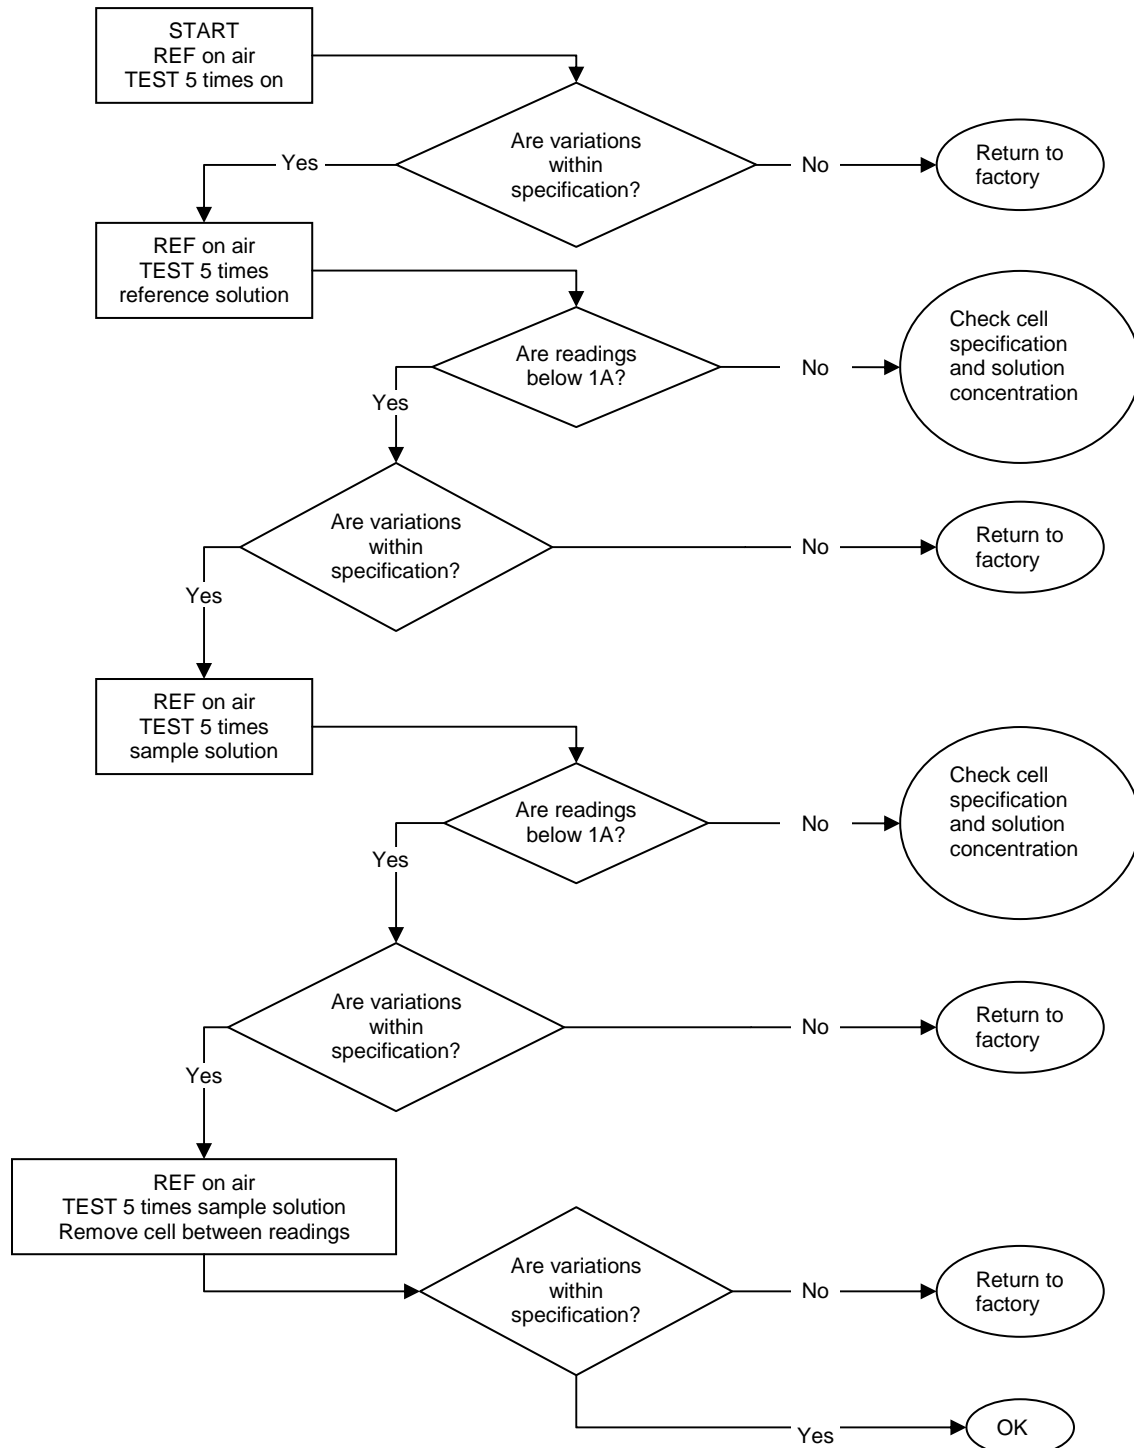 START
REF on air
TEST 5 times on
Are variations
within
specification?
Yes
No
Return to
factory
REF on air
TEST 5 times
reference solution
Are readings
below 1A?
No
Check cell
specification
and solution
concentration
Yes
Are variations
within
specification?
No
Return to
factory
Yes
REF on air
TEST 5 times
sample solution
Are readings
below 1A?
No
Check cell
specification
and solution
concentration
Yes
Are variations
within
specification?
No
Return to
factory
Yes
REF on air
TEST 5 times sample solution
Remove cell between readings
Are variations
within
specification?
No
Return to
factory
Yes
OK